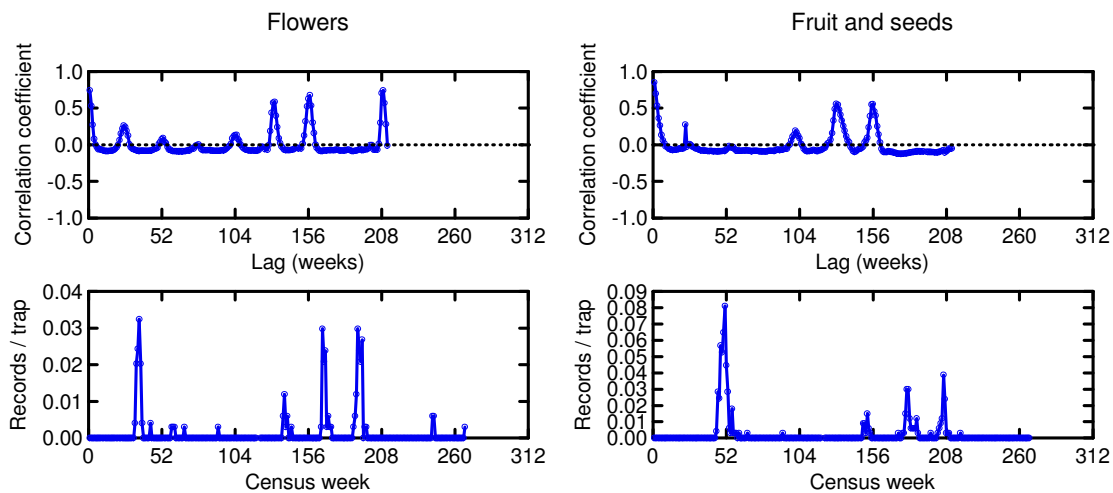 Flowers
Fruit and seeds
Correlation coefficient
1.0
0.5
0.0
-0.5
-1.0
0 52 104 156 208 260 312
Lag (weeks)
Correlation coefficient
1.0
0.5
0.0
-0.5
-1.0
0 52 104 156 208 260 312
Lag (weeks)
Records / trap
0.04
0.03
0.02
0.01
0.00
0 52 104 156 208 260 312
Census week
Records / trap
0.09
0.08
0.07
0.06
0.05
0.04
0.03
0.02
0.01
0.00
0 52 104 156 208 260 312
Census week